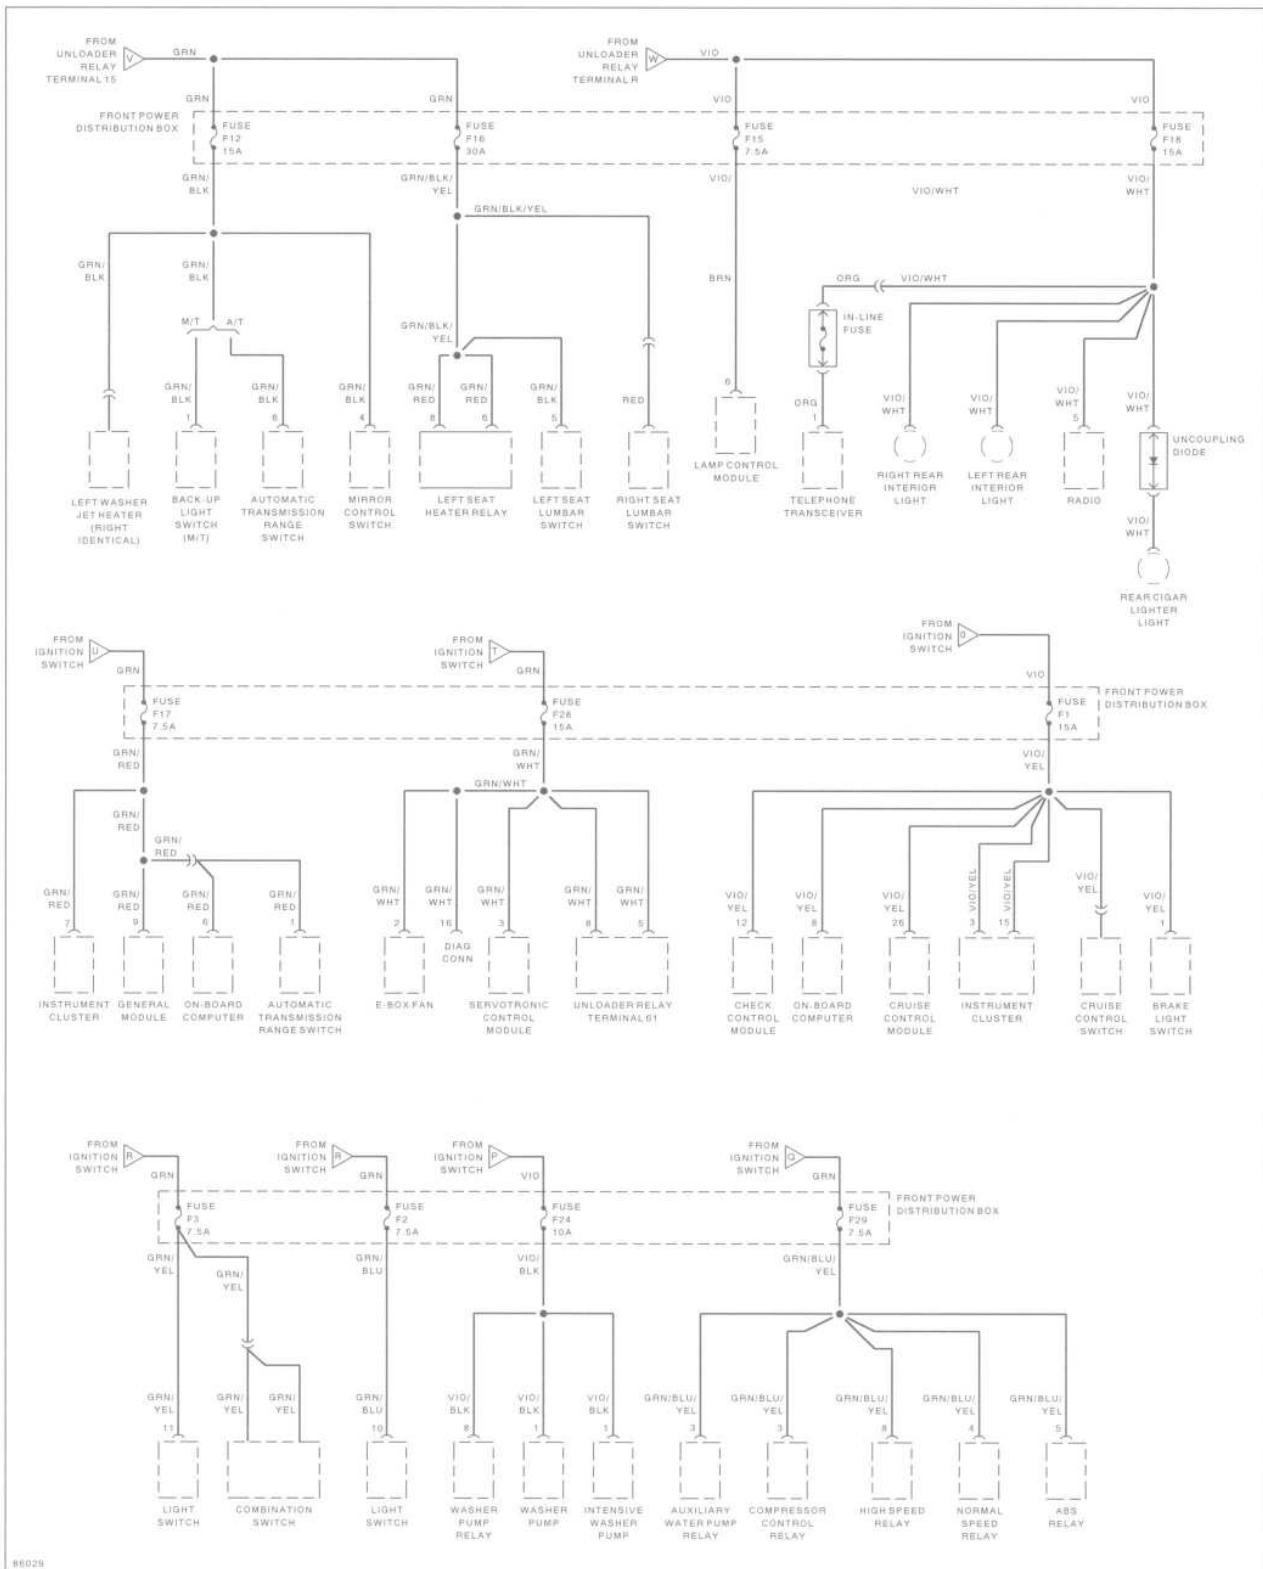 FROM
UNLOADER
RELAY
TERMINAL 15
V
GRN
FROM
UNLOADER
RELAY
TERMINAL R
W
VIO
GRN
GRN
VIO
VIO
FRONT POWER
DISTRIBUTION BOX
FUSE
F12
15A
FUSE
F16
30A
FUSE
F15
7.5A
FUSE
F18
15A
GRN/
BLK
GRN/BLK/
YEL
VIO/
VIO/WHT
VIO/
WHT
GRN/BLK/YEL
GRN/
BLK
GRN/
BLK
BRN
ORG
VIO/WHT
M/T
A/T
GRN/BLK/
YEL
IN-LINE
FUSE
GRN/
BLK
1
GRN/
BLK
6
GRN/
BLK
4
GRN/
RED
8
GRN/
RED
6
GRN/
BLK
5
RED
6
ORG
1
VIO/
WHT
VIO/
WHT
VIO/
WHT
5
VIO/
WHT
UNCOUPLING
DIODE
LEFT WASHER
JET HEATER
(RIGHT
IDENTICAL)
BACK-UP
LIGHT
SWITCH
(M/T)
AUTOMATIC
TRANSMISSION
RANGE
SWITCH
MIRROR
CONTROL
SWITCH
LEFT SEAT
HEATER RELAY
LEFT SEAT
LUMBAR
SWITCH
RIGHT SEAT
LUMBAR
SWITCH
LAMP CONTROL
MODULE
TELEPHONE
TRANSCEIVER
RIGHT REAR
INTERIOR
LIGHT
LEFT REAR
INTERIOR
LIGHT
RADIO
VIO/
WHT
REAR CIGAR
LIGHTER
LIGHT
FROM
IGNITION
SWITCH
U
GRN
FROM
IGNITION
SWITCH
T
GRN
FROM
IGNITION
SWITCH
VIO
FUSE
F17
7.5A
FUSE
F28
15A
FUSE
F1
15A
FRONT POWER
DISTRIBUTION BOX
GRN/
RED
GRN/
WHT
VIO/
YEL
GRN/WHT
GRN/
RED
GRN/
RED
GRN/
RED
7
GRN/
RED
9
GRN/
RED
6
GRN/
RED
1
GRN/
WHT
2
GRN/
WHT
16
DIAG
CONN
GRN/
WHT
3
GRN/
WHT
8
GRN/
WHT
5
VIO/
YEL
12
VIO/
YEL
8
VIO/
YEL
26
VIO/YEL
3
VIO/YEL
15
VIO/
YEL
VIO/
YEL
1
INSTRUMENT
CLUSTER
GENERAL
MODULE
ON-BOARD
COMPUTER
AUTOMATIC
TRANSMISSION
RANGE SWITCH
E-BOX FAN
SERVOTRONIC
CONTROL
MODULE
UNLOADER RELAY
TERMINAL 61
CHECK
CONTROL
MODULE
ON-BOARD
COMPUTER
CRUISE
CONTROL
MODULE
INSTRUMENT
CLUSTER
CRUISE
CONTROL
SWITCH
BRAKE
LIGHT
SWITCH
FROM
IGNITION
SWITCH
R
GRN
FROM
IGNITION
SWITCH
R
GRN
FROM
IGNITION
SWITCH
P
VIO
FROM
IGNITION
SWITCH
Q
GRN
FUSE
F3
7.5A
FUSE
F2
7.5A
FUSE
F24
10A
FUSE
F29
7.5A
FRONT POWER
DISTRIBUTION BOX
GRN/
YEL
GRN/
YEL
GRN/
BLU
VIO/
BLK
GRN/BLU/
YEL
GRN/
YEL
11
GRN/
YEL
GRN/
YEL
GRN/
BLU
10
VIO/
BLK
8
VIO/
BLK
1
VIO/
BLK
1
GRN/BLU/
YEL
3
GRN/BLU/
YEL
3
GRN/BLU/
YEL
8
GRN/BLU/
YEL
4
GRN/BLU/
YEL
5
LIGHT
SWITCH
COMBINATION
SWITCH
LIGHT
SWITCH
WASHER
PUMP
RELAY
WASHER
PUMP
INTENSIVE
WASHER
PUMP
AUXILIARY
WATER PUMP
RELAY
COMPRESSOR
CONTROL
RELAY
HIGH SPEED
RELAY
NORMAL
SPEED
RELAY
ABS
RELAY
86029